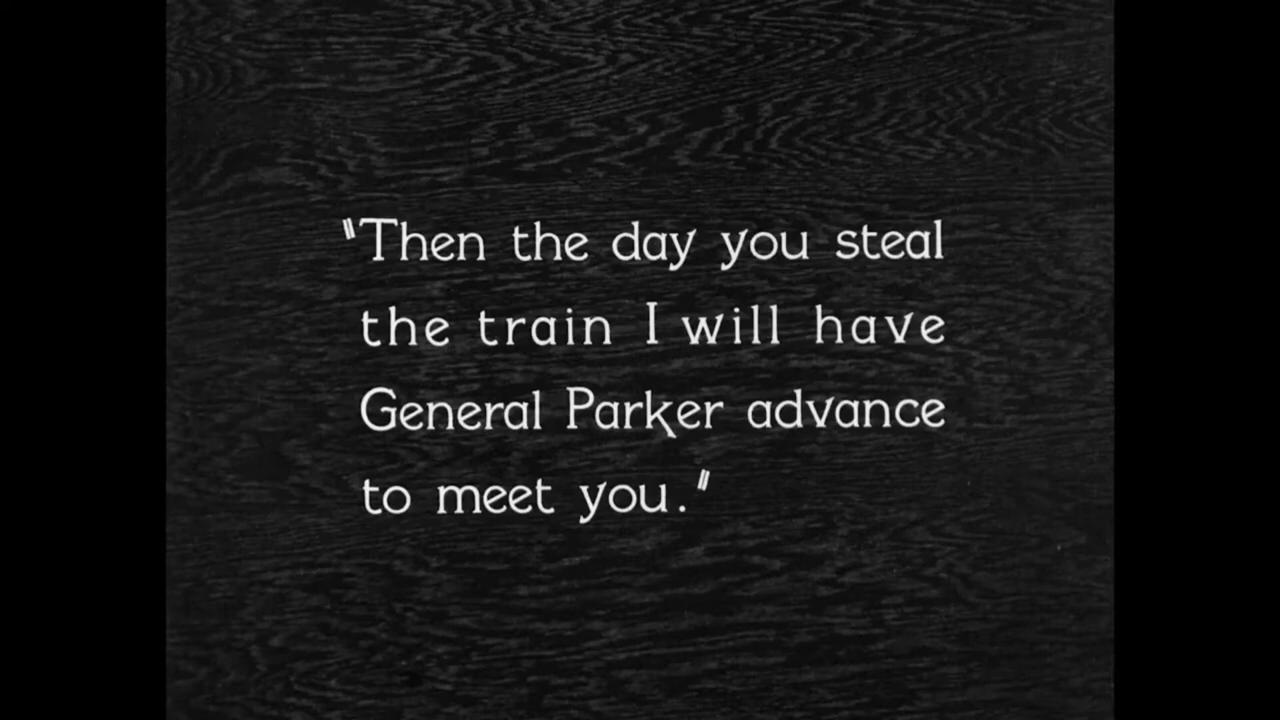 "Then the day you steal
the train I will have
General Parker advance
to meet you."